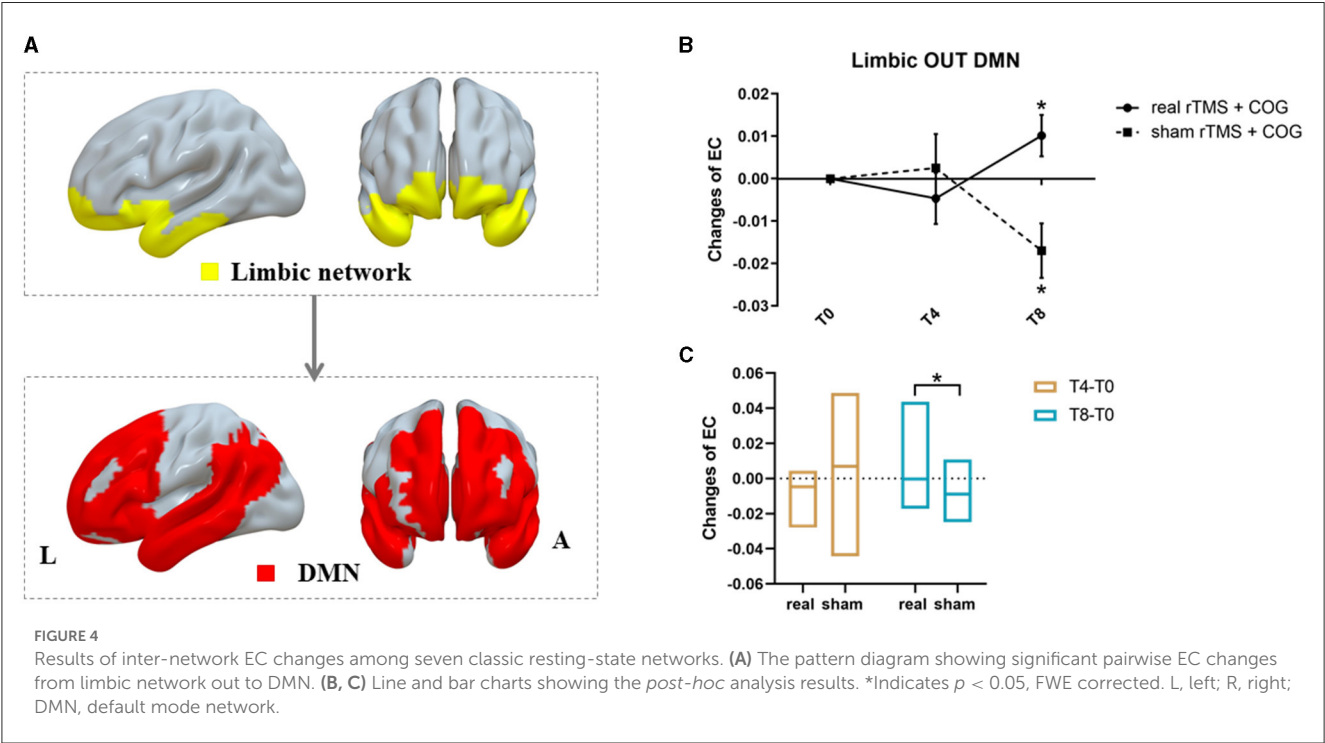 A
Limbic network
L
A
DMN
B
Limbic OUT DMN
Changes of EC
0.02
0.01
0.00
-0.01
-0.02
-0.03
*
*
T0
T4
T8
real rTMS + COG
sham rTMS + COG
C
Changes of EC
0.06
0.04
0.02
0.00
-0.02
-0.04
-0.06
*
real sham
real sham
T4-T0
T8-T0
FIGURE 4
Results of inter-network EC changes among seven classic resting-state networks. (A) The pattern diagram showing significant pairwise EC changes
from limbic network out to DMN. (B, C) Line and bar charts showing the post-hoc analysis results. *Indicates p < 0.05, FWE corrected. L, left; R, right;
DMN, default mode network.